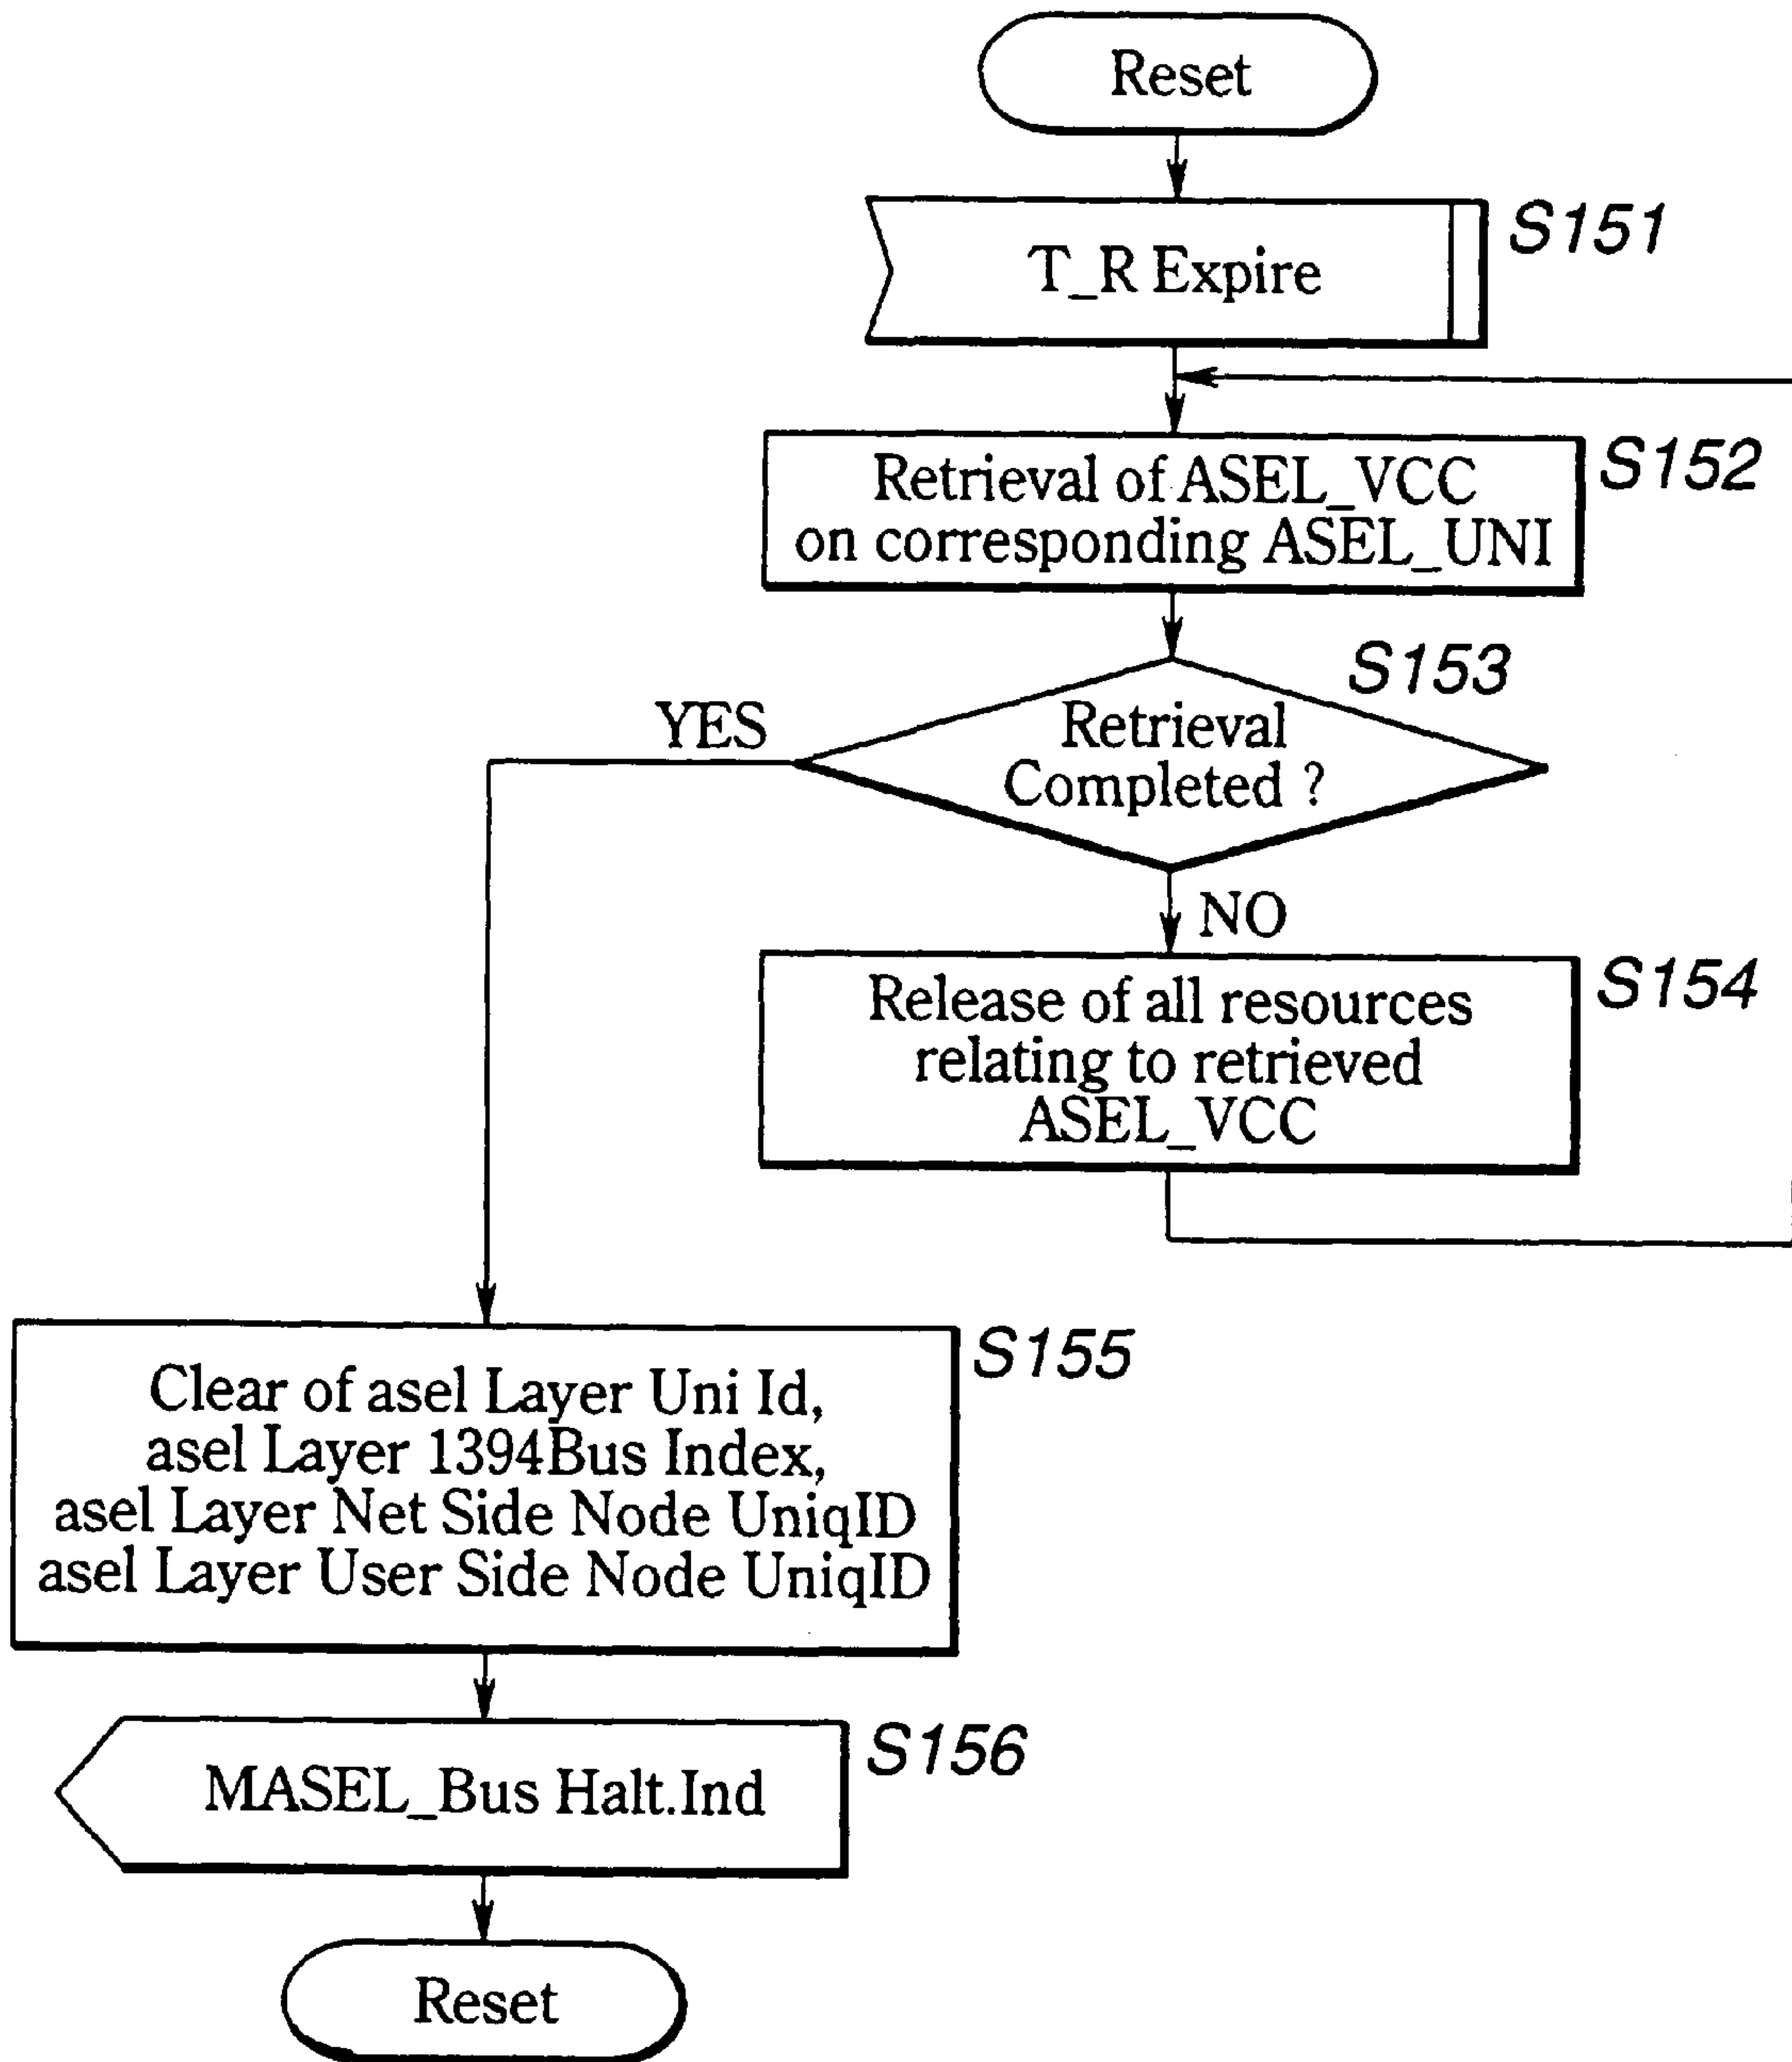 Reset
T_R Expire
S151
Retrieval of ASEL_VCC
on corresponding ASEL_UNI
S152
S153
Retrieval
Completed ?
YES
NO
Release of all resources
relating to retrieved
ASEL_VCC
S154
Clear of asel Layer Uni Id,
asel Layer 1394Bus Index,
asel Layer Net Side Node UniqID
asel Layer User Side Node UniqID
S155
MASEL_Bus Halt.Ind
S156
Reset